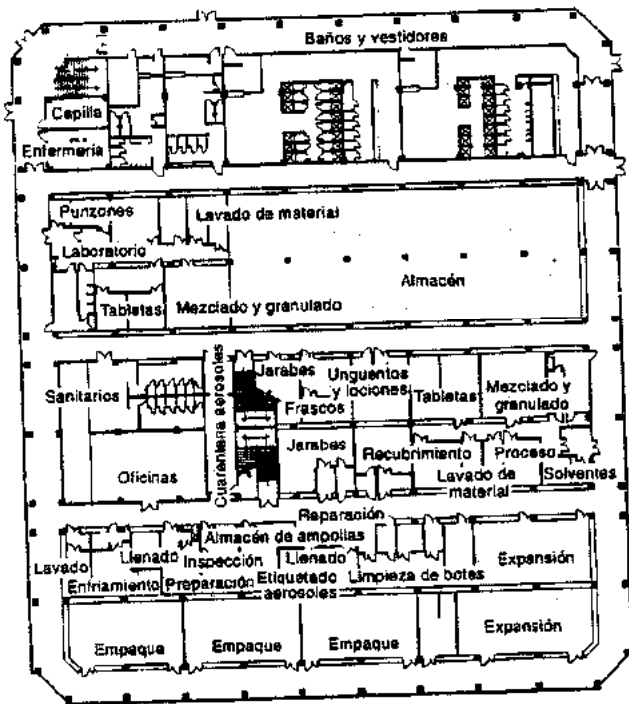 Baños y vestidores
Capilla
Enfermería
Punzones
Lavado de material
Laboratorio
Almacén
Tabletas
Mezclado y granulado
Jarabes
Unguentos
y lociones
Mezclado y
granulado
Sanitarios
Cuarentena aerosoles
Frascos
Tabletas
Jarabes
Recubrimiento
Proceso
Oficinas
Lavado de
material
Solventes
Reparación
Almacén de ampollas
Lavado
Llenado
Inspección
Llenado
Expansión
Enfriamiento
Preparación
Etiquetado
aerosoles
Limpieza de botes
Empaque
Empaque
Empaque
Expansión